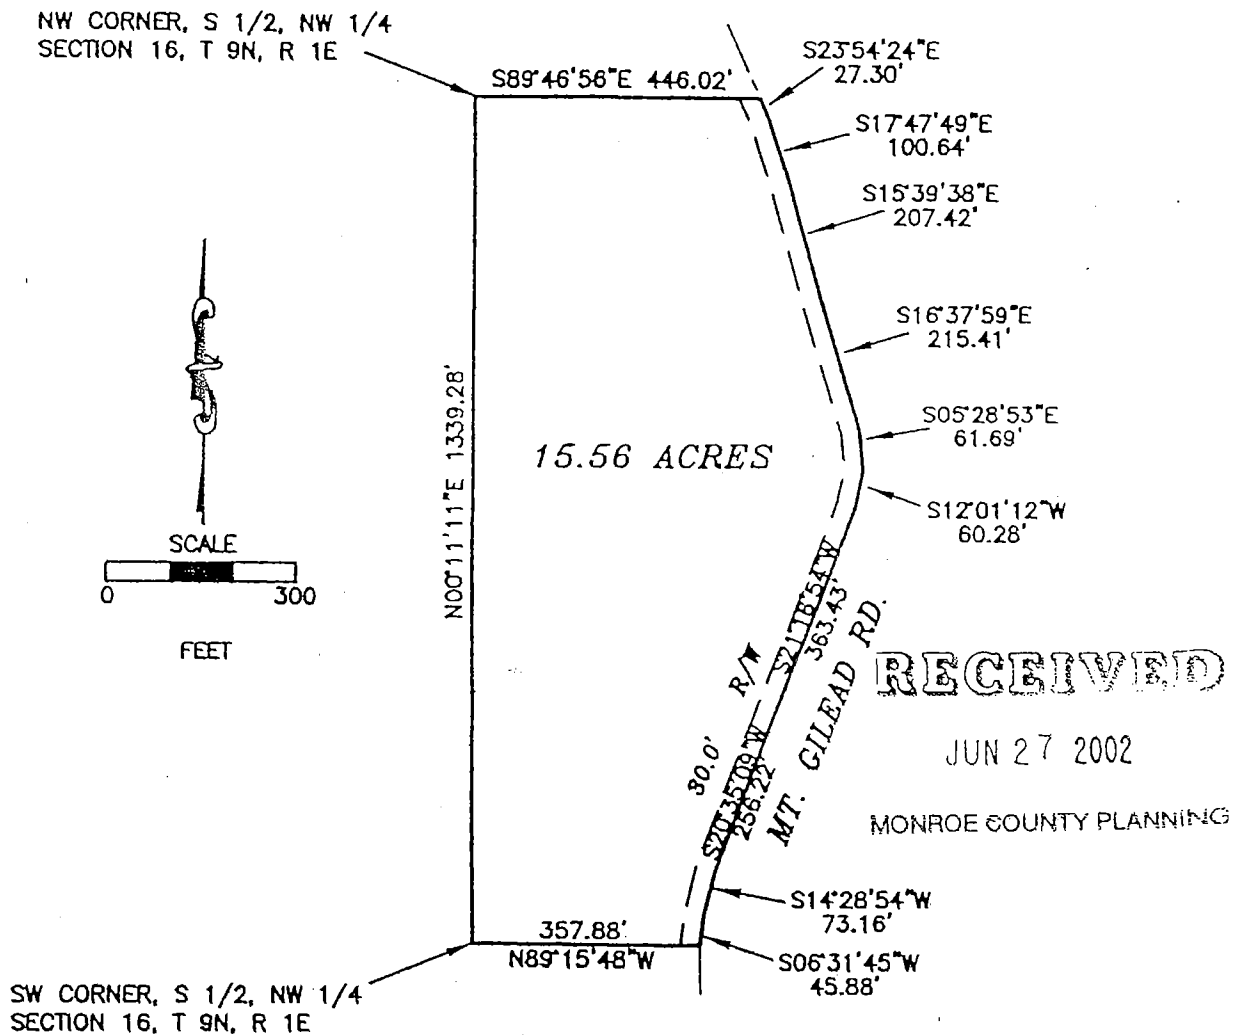 NW CORNER, S 1/2, NW 1/4
SECTION 16, T 9N, R 1E
S89°46'56"E 446.02'
S23°54'24"E
27.30'
S17°47'49"E
100.64'
S15°39'38"E
207.42'
S16°37'59"E
215.41'
S05°28'53"E
61.69'
S12°01'12"W
60.28'
N00°11'11"E 1339.28'
15.56 ACRES
SCALE
0 300
FEET
S21°16'54"W
363.43'
R/W
30.0'
MT. GILEAD RD.
S20°35'09"W
256.22'
RECEIVED
JUN 27 2002
MONROE COUNTY PLANNING
S14°28'54"W
73.16'
S06°31'45"W
45.88'
357.88'
N89°15'48"W
SW CORNER, S 1/2, NW 1/4
SECTION 16, T 9N, R 1E